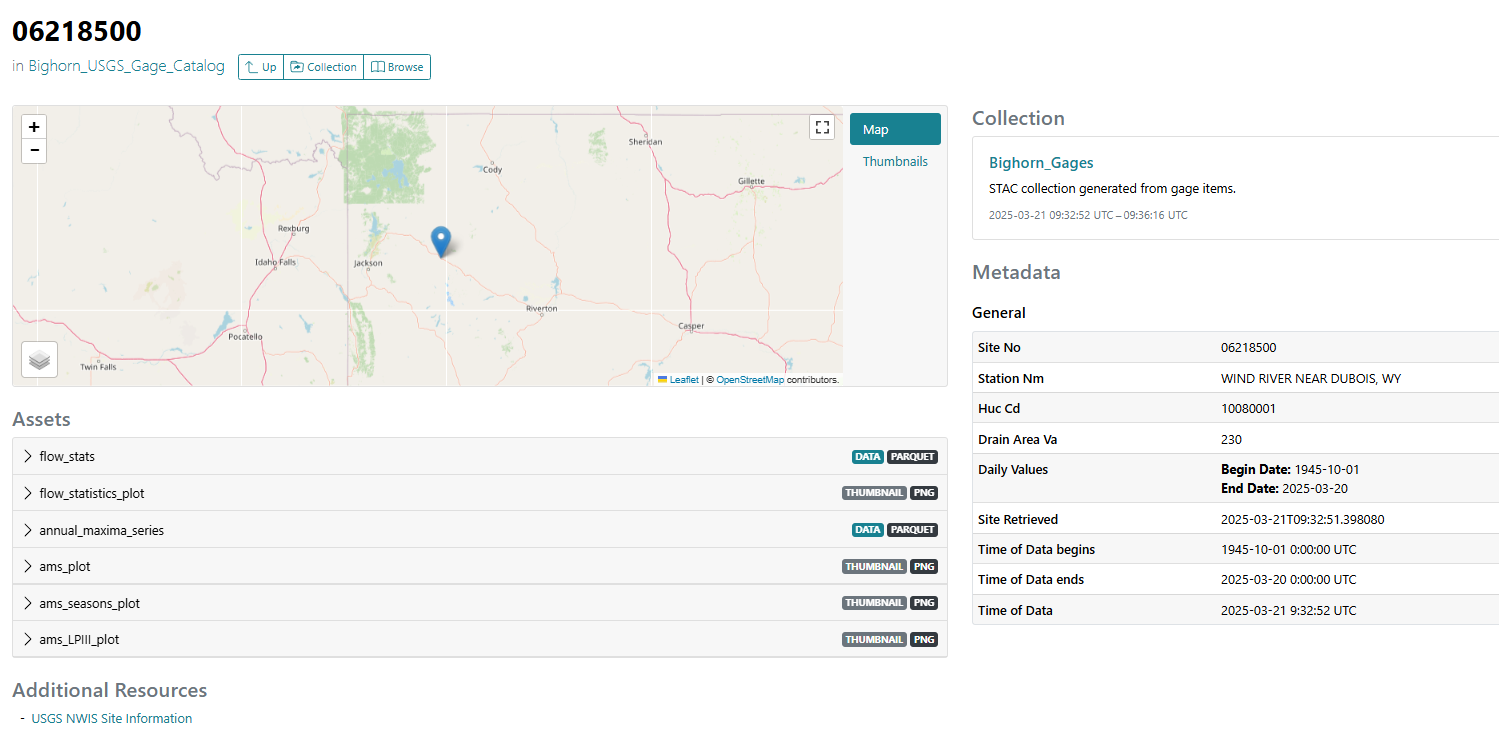 06218500
in Bighorn_USGS_Gage_Catalog Up Collection Browse
+
−
Sheridan
Cody
Gillette
Rexburg
Idaho Falls
Jackson
Riverton
Casper
Pocatello
Twin Falls
Leaflet | © OpenStreetMap contributors.
Map
Thumbnails
Assets
flow_stats DATA PARQUET
flow_statistics_plot THUMBNAIL PNG
annual_maxima_series DATA PARQUET
ams_plot THUMBNAIL PNG
ams_seasons_plot THUMBNAIL PNG
ams_LPIII_plot THUMBNAIL PNG
Additional Resources
- USGS NWIS Site Information
Collection
Bighorn_Gages
STAC collection generated from gage items.
2025-03-21 09:32:52 UTC – 09:36:16 UTC
Metadata
General
Site No 06218500
Station Nm WIND RIVER NEAR DUBOIS, WY
Huc Cd 10080001
Drain Area Va 230
Daily Values Begin Date: 1945-10-01
End Date: 2025-03-20
Site Retrieved 2025-03-21T09:32:51.398080
Time of Data begins 1945-10-01 0:00:00 UTC
Time of Data ends 2025-03-20 0:00:00 UTC
Time of Data 2025-03-21 9:32:52 UTC